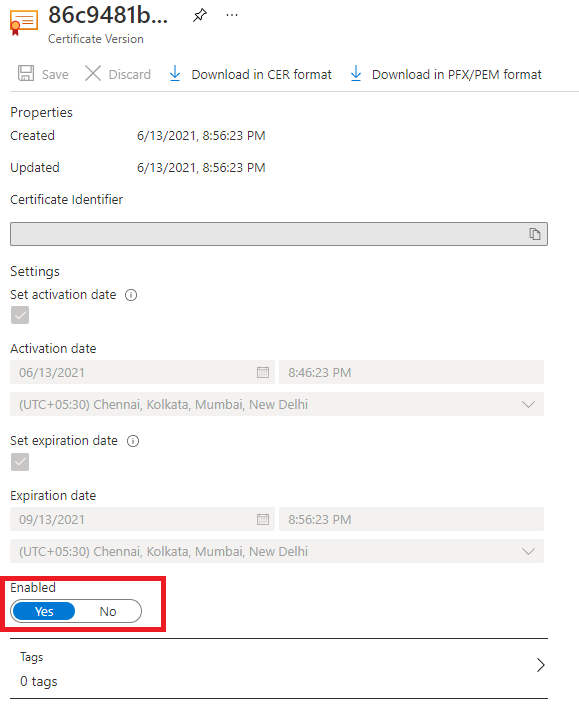 86c9481b... ...
Certificate Version
Save Discard Download in CER format Download in PFX/PEM format
Properties
Created 6/13/2021, 8:56:23 PM
Updated 6/13/2021, 8:56:23 PM
Certificate Identifier
Settings
Set activation date
Activation date
06/13/2021 8:46:23 PM
(UTC+05:30) Chennai, Kolkata, Mumbai, New Delhi
Set expiration date
Expiration date
09/13/2021 8:56:23 PM
(UTC+05:30) Chennai, Kolkata, Mumbai, New Delhi
Enabled
Yes No
Tags
0 tags